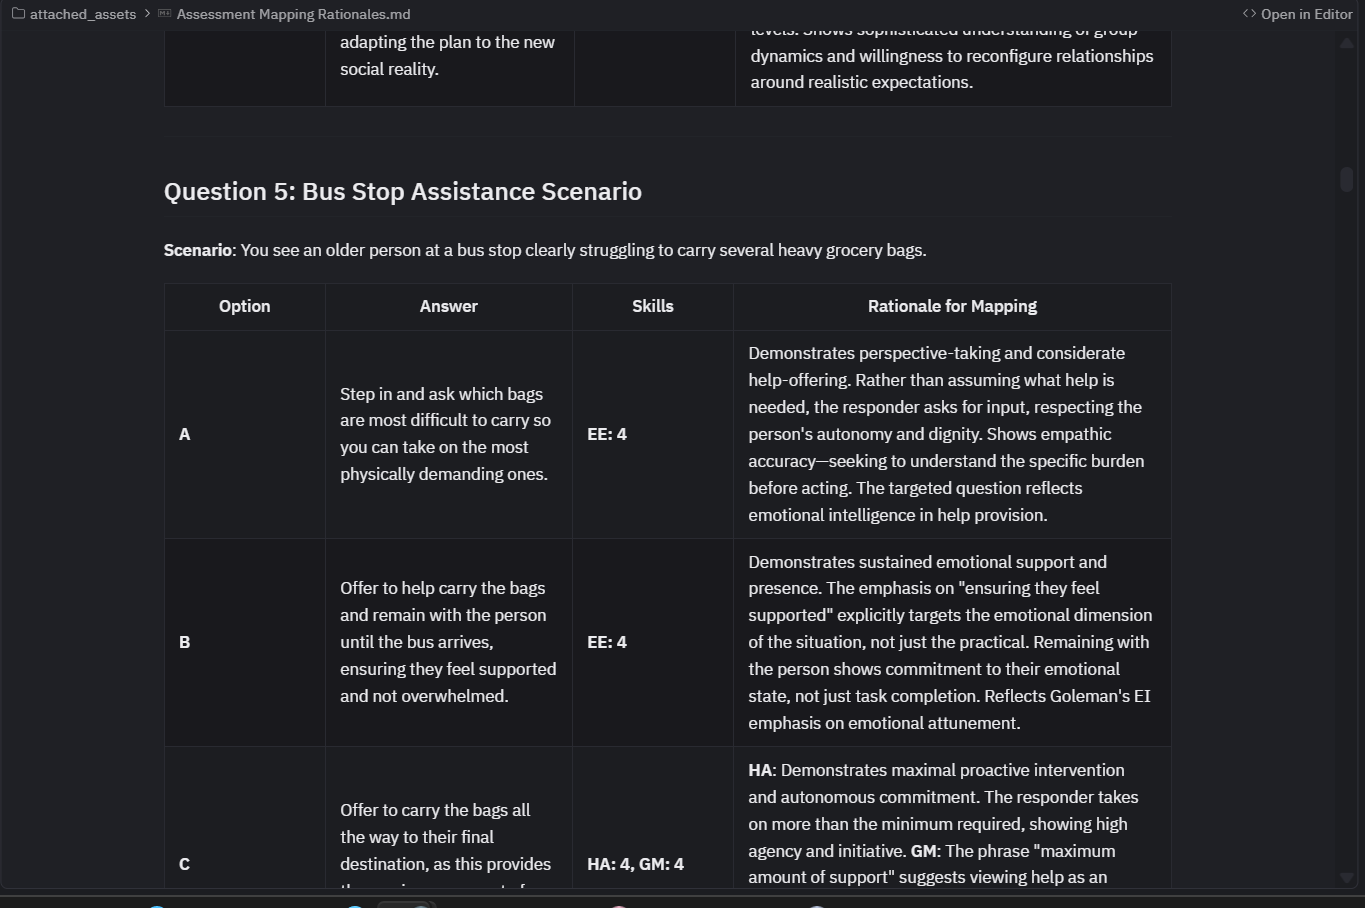 attached_assets > Assessment Mapping Rationales.md
<> Open in Editor
adapting the plan to the new
social reality.
levels. Shows sophisticated understanding of group
dynamics and willingness to reconfigure relationships
around realistic expectations.
Question 5: Bus Stop Assistance Scenario
Scenario: You see an older person at a bus stop clearly struggling to carry several heavy grocery bags.
Option Answer Skills Rationale for Mapping
A
Step in and ask which bags
are most difficult to carry so
you can take on the most
physically demanding ones.
EE: 4
Demonstrates perspective-taking and considerate
help-offering. Rather than assuming what help is
needed, the responder asks for input, respecting the
person's autonomy and dignity. Shows empathic
accuracy—seeking to understand the specific burden
before acting. The targeted question reflects
emotional intelligence in help provision.
B
Offer to help carry the bags
and remain with the person
until the bus arrives,
ensuring they feel supported
and not overwhelmed.
EE: 4
Demonstrates sustained emotional support and
presence. The emphasis on "ensuring they feel
supported" explicitly targets the emotional dimension
of the situation, not just the practical. Remaining with
the person shows commitment to their emotional
state, not just task completion. Reflects Goleman's EI
emphasis on emotional attunement.
C
Offer to carry the bags all
the way to their final
destination, as this provides
HA: 4, GM: 4
HA: Demonstrates maximal proactive intervention
and autonomous commitment. The responder takes
on more than the minimum required, showing high
agency and initiative. GM: The phrase "maximum
amount of support" suggests viewing help as an